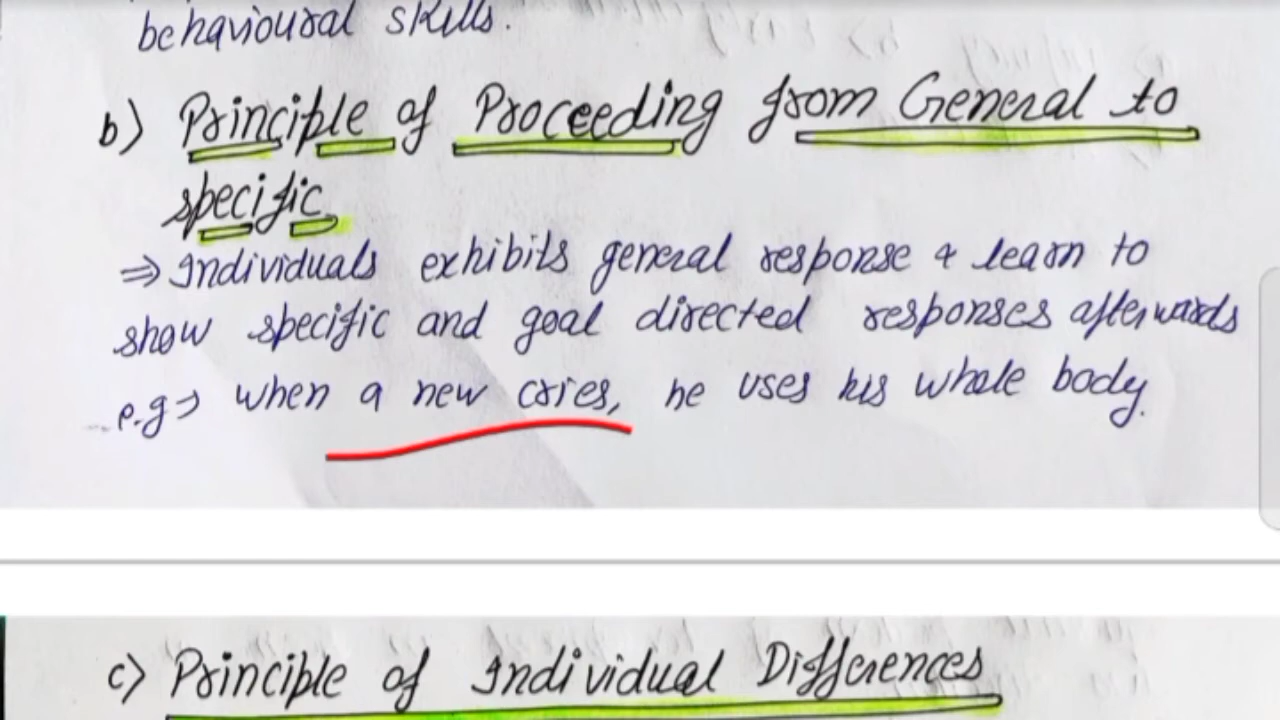 behavioural skills.
b) Principle of Proceeding from General to
specific
⇒ Individuals exhibits general response & learn to
show specific and goal directed responses afterwards
e.g → when a new cries, he uses his whole body.
c) Principle of Individual Differences